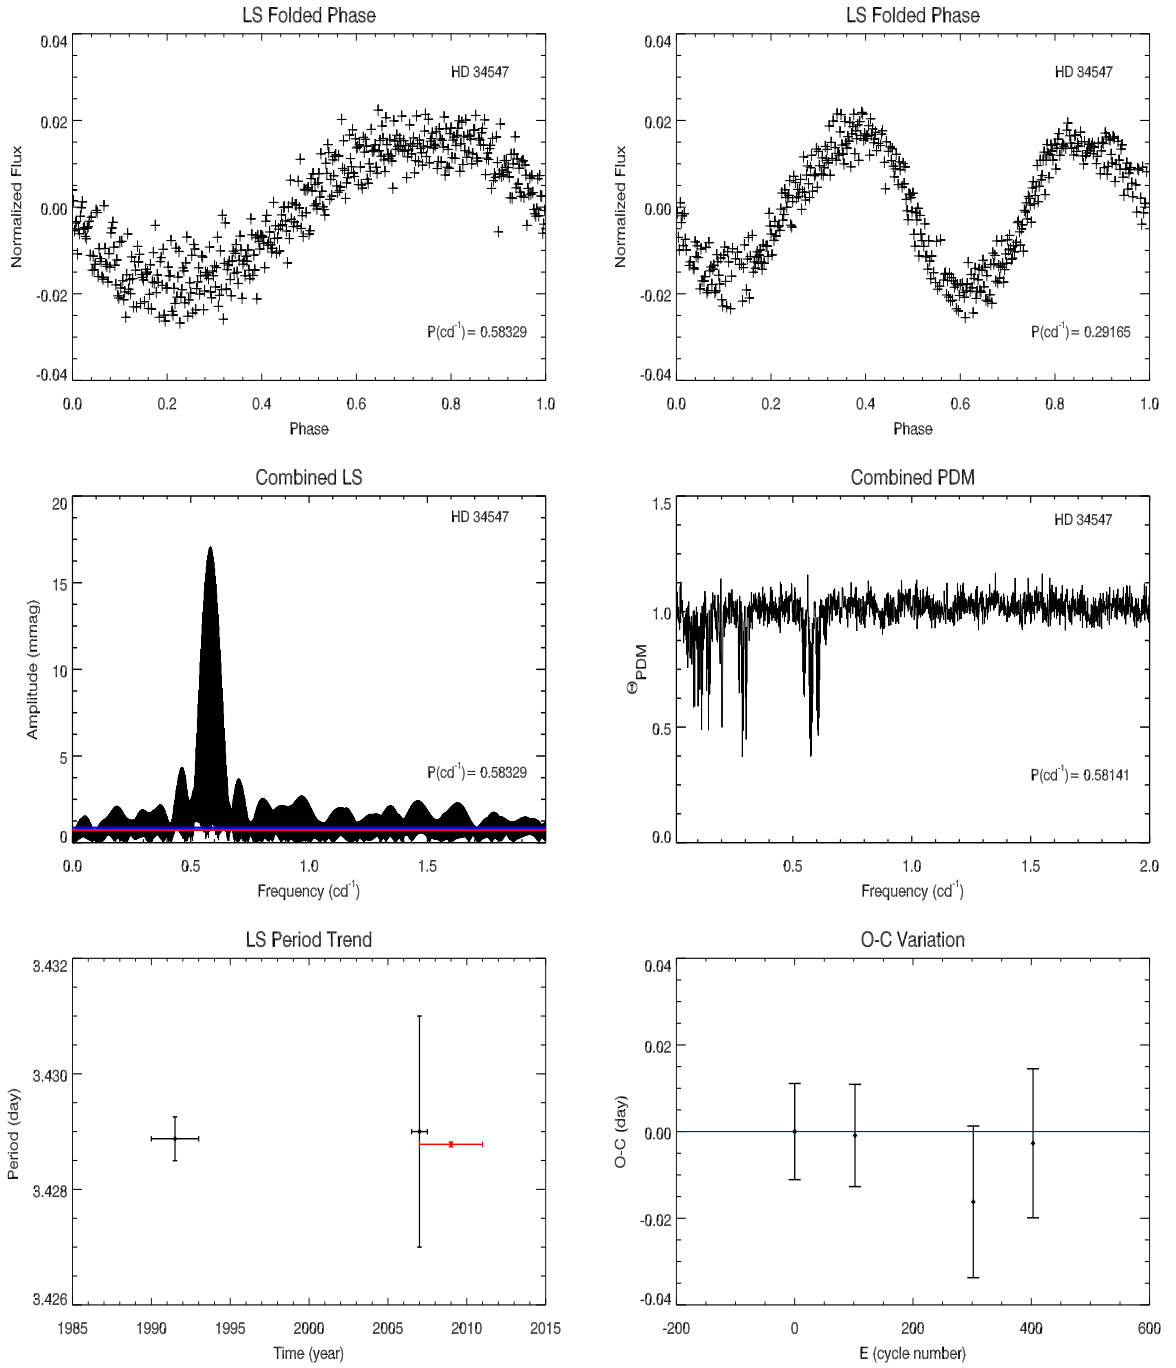 LS Folded Phase
0.04
0.02
0.00
-0.02
-0.04
Normalized Flux
HD 34547
P(cd-1) = 0.58329
0.0 0.2 0.4 0.6 0.8 1.0
Phase
LS Folded Phase
0.04
0.02
0.00
-0.02
-0.04
Normalized Flux
HD 34547
P(cd-1) = 0.29165
0.0 0.2 0.4 0.6 0.8 1.0
Phase
Combined LS
20
15
10
5
0
Amplitude (mmag)
HD 34547
P(cd-1) = 0.58329
0.0 0.5 1.0 1.5
Frequency (cd-1)
Combined PDM
1.5
1.0
0.5
0.0
ΘPDM
HD 34547
P(cd-1) = 0.58141
0.5 1.0 1.5 2.0
Frequency (cd-1)
LS Period Trend
3.432
3.430
3.428
3.426
Period (day)
1985 1990 1995 2000 2005 2010 2015
Time (year)
O-C Variation
0.04
0.02
0.00
-0.02
-0.04
O-C (day)
-200 0 200 400 600
E (cycle number)